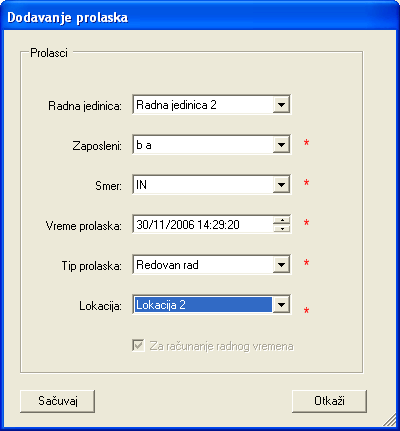 Dodavanje prolaska
Prolasci
Radna jedinica: Radna jedinica 2
Zaposleni: b a *
Smer: IN *
Vreme prolaska: 30/11/2006 14:29:20 *
Tip prolaska: Redovan rad *
Lokacija: Lokacija 2 *
Za računanje radnog vremena
Sačuvaj Otkaži